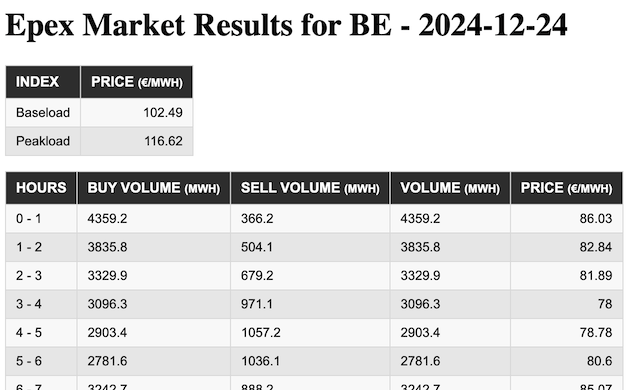 Epex Market Results for BE - 2024-12-24
INDEX PRICE (€/MWH)
Baseload 102.49
Peakload 116.62
HOURS BUY VOLUME (MWH) SELL VOLUME (MWH) VOLUME (MWH) PRICE (€/MWH)
0 - 1 4359.2 366.2 4359.2 86.03
1 - 2 3835.8 504.1 3835.8 82.84
2 - 3 3329.9 679.2 3329.9 81.89
3 - 4 3096.3 971.1 3096.3 78
4 - 5 2903.4 1057.2 2903.4 78.78
5 - 6 2781.6 1036.1 2781.6 80.6
6 - 7 3242.7 888.2 3242.7 85.07